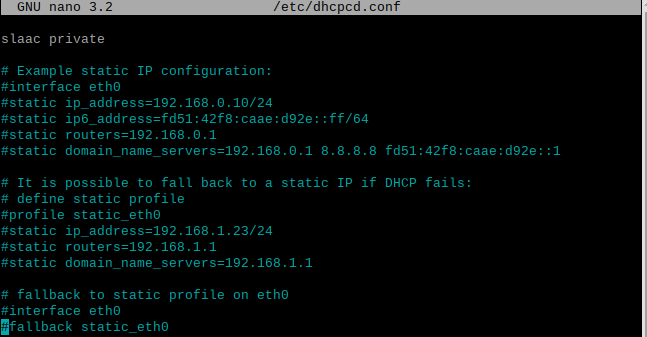 GNU nano 3.2 /etc/dhcpcd.conf
slaac private
# Example static IP configuration:
#interface eth0
#static ip_address=192.168.0.10/24
#static ip6_address=fd51:42f8:caae:d92e::ff/64
#static routers=192.168.0.1
#static domain_name_servers=192.168.0.1 8.8.8.8 fd51:42f8:caae:d92e::1
# It is possible to fall back to a static IP if DHCP fails:
# define static profile
#profile static_eth0
#static ip_address=192.168.1.23/24
#static routers=192.168.1.1
#static domain_name_servers=192.168.1.1
# fallback to static profile on eth0
#interface eth0
#fallback static_eth0